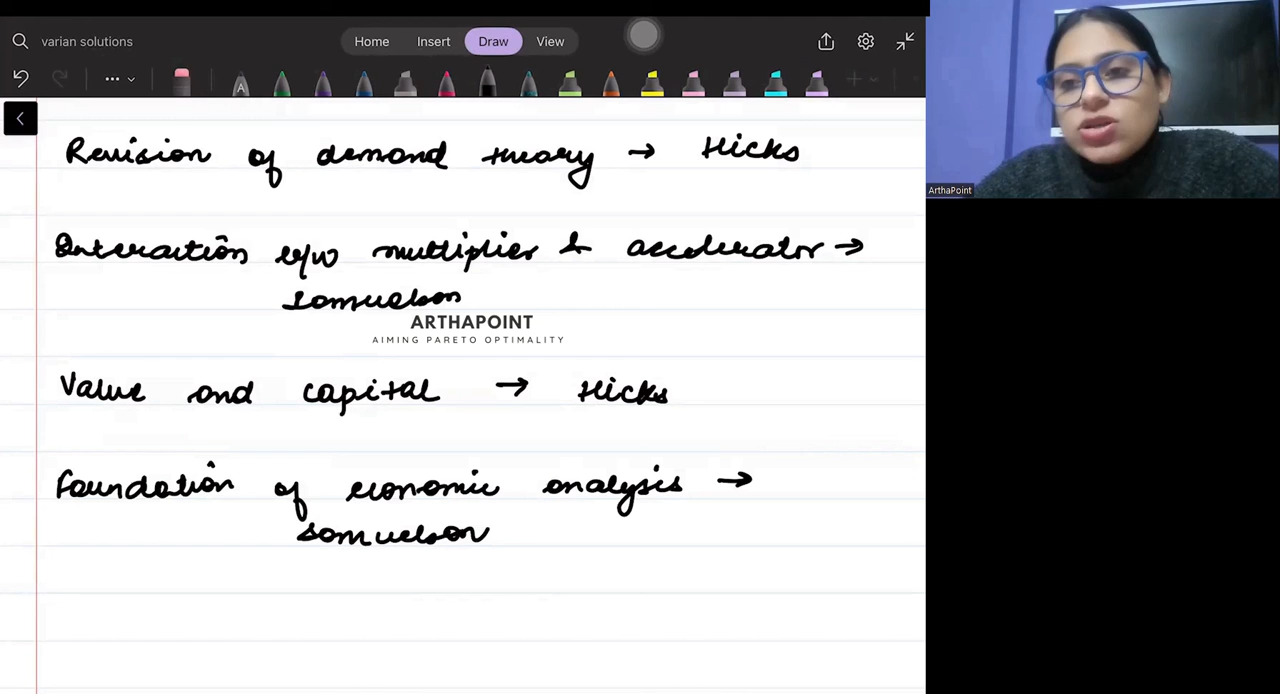 varian solutions
Home Insert Draw View
A
Revision of demand theory → Hicks
Interaction b/w multiplier & accelerator →
Samuelson
ARTHAPOINT
AIMING PARETO OPTIMALITY
Value and capital → Hicks
Foundation of economic analysis →
Samuelson
ArthaPoint